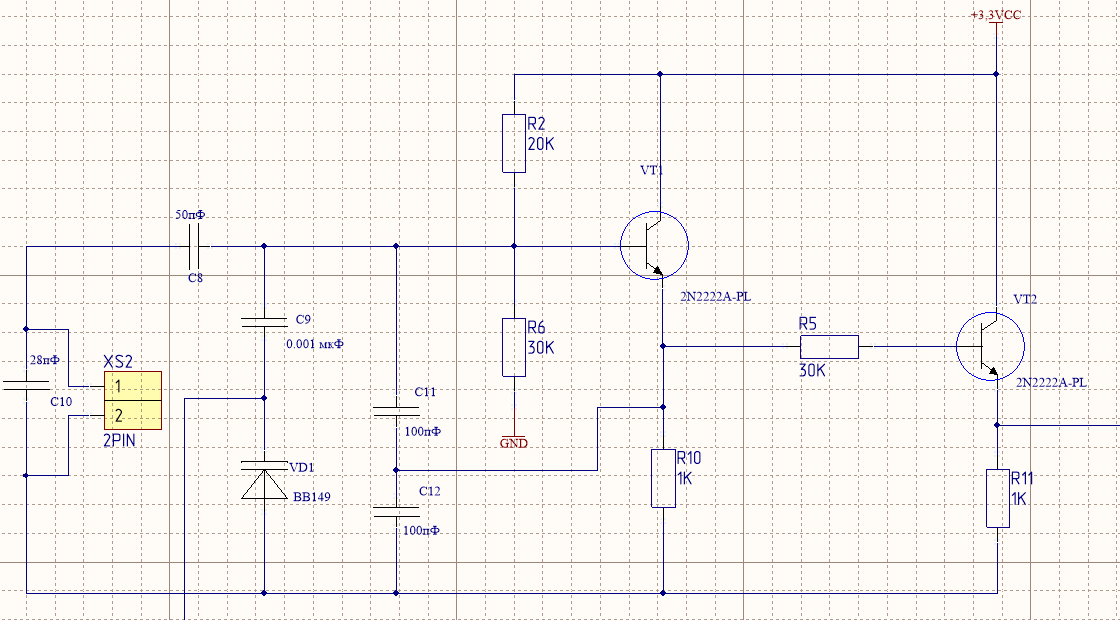 +3.3VCC
R2
20K
VT1
50пФ
C8
2N2222A-PL
VT2
C9
0.001 мкФ
R6
30K
R5
30K
28пФ
XS2
C10
1
2
2PIN
2N2222A-PL
C11
100пФ
GND
VD1
BB149
R10
1K
C12
100пФ
R11
1K